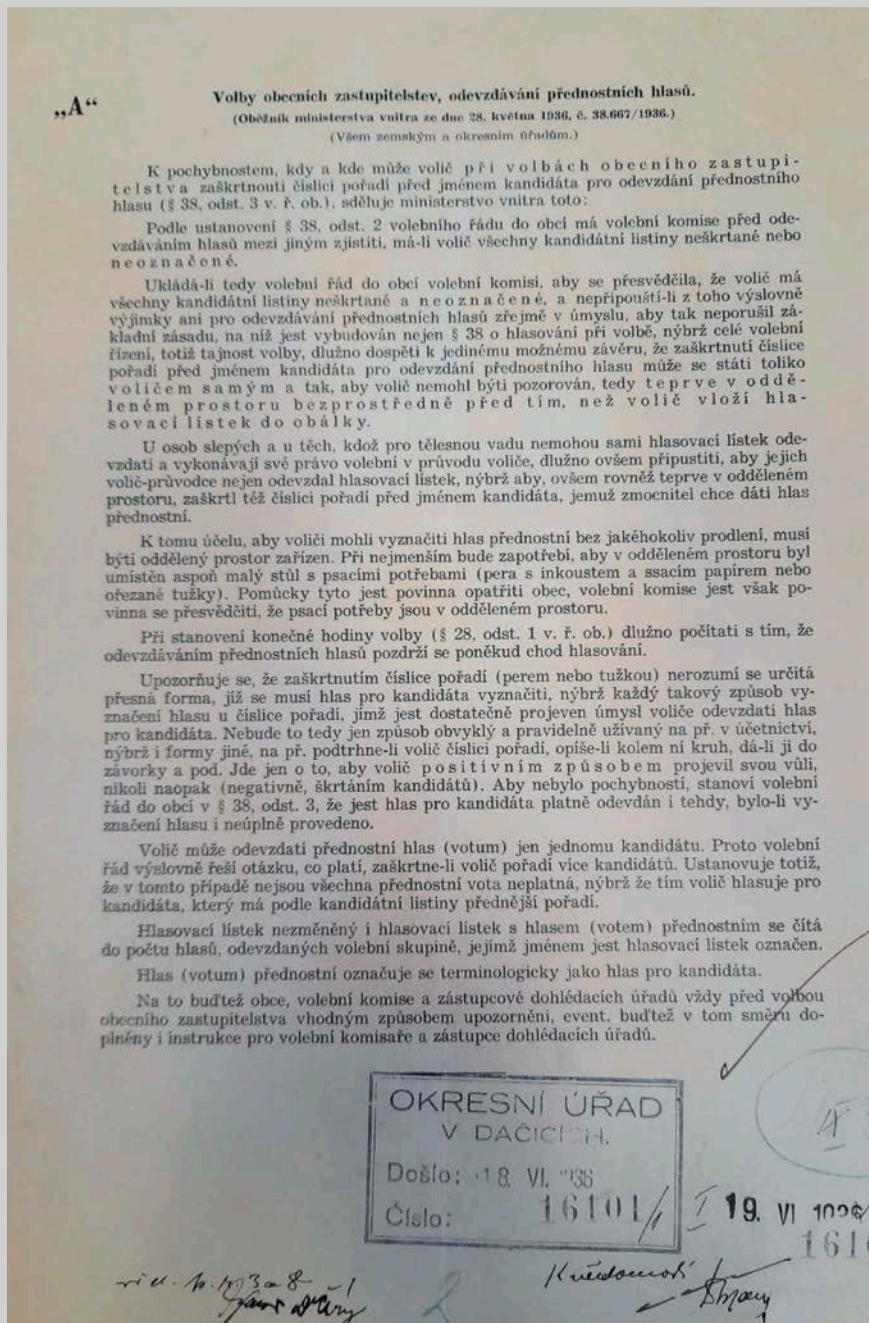 „A“
Volby obecních zastupitelstev, odevzdávání přednostních hlasů.
(Oběžník ministerstva vnitra ze dne 28. května 1936, č. 38.667/1936.)
(Všem zemským a okresním úřadům.)
K pochybnostem, kdy a kde může volič při volbách obecního zastupi-
telstva zaškrtnouti číslici pořadí před jménem kandidáta pro odevzdání přednostního
hlasu (§ 38, odst. 3 v. ř. ob.), sděluje ministerstvo vnitra toto:
Podle ustanovení § 38, odst. 2 volebního řádu do obcí má volební komise před ode-
vzdáváním hlasů mezi jiným zjistiti, má-li volič všechny kandidátní listiny neškrtané nebo
neoznačené.
Ukládá-li tedy volební řád do obcí volební komisi, aby se přesvědčila, že volič má
všechny kandidátní listiny neškrtané a neoznačené, a nepřipouští-li z toho výslovně
výjimky ani pro odevzdávání přednostních hlasů zřejmě v úmyslu, aby tak neporušil zá-
kladní zásadu, na níž jest vybudován nejen § 38 o hlasování při volbě, nýbrž celé volební
řízení, totiž tajnost volby, dlužno dospěti k jedinému možnému závěru, že zaškrtnutí číslice
pořadí před jménem kandidáta pro odevzdání přednostního hlasu může se státi toliko
voličem samým a tak, aby volič nemohl býti pozorován, tedy teprve v oddě-
leném prostoru bezprostředně před tím, než volič vloží hla-
sovací lístek do obálky.
U osob slepých a u těch, kdož pro tělesnou vadu nemohou sami hlasovací lístek ode-
vzdati a vykonávají své právo volební v průvodu voliče, dlužno ovšem připustiti, aby jejich
volič-průvodce nejen odevzdal hlasovací lístek, nýbrž aby, ovšem rovněž teprve v odděleném
prostoru, zaškrtl též číslici pořadí před jménem kandidáta, jemuž zmocnitel chce dáti hlas
přednostní.
K tomu účelu, aby voliči mohli vyznačiti hlas přednostní bez jakéhokoliv prodlení, musí
býti oddělený prostor zařízen. Při nejmenším bude zapotřebí, aby v odděleném prostoru byl
umístěn aspoň malý stůl s psacími potřebami (pera s inkoustem a ssacím papírem nebo
ořezané tužky). Pomůcky tyto jest povinna opatřiti obec, volební komise jest však po-
vinna se přesvědčiti, že psací potřeby jsou v odděleném prostoru.
Při stanovení konečné hodiny volby (§ 28, odst. 1 v. ř. ob.) dlužno počítati s tím, že
odevzdáváním přednostních hlasů pozdrží se poněkud chod hlasování.
Upozorňuje se, že zaškrtnutím číslice pořadí (perem nebo tužkou) nerozumí se určitá
přesná forma, jíž se musí hlas pro kandidáta vyznačiti, nýbrž každý takový způsob vy-
značení hlasu u číslice pořadí, jímž jest dostatečně projeven úmysl voliče odevzdati hlas
pro kandidáta. Nebude to tedy jen způsob obvyklý a pravidelně užívaný na př. v účetnictví,
nýbrž i formy jiné, na př. podtrhne-li volič číslici pořadí, opíše-li kolem ní kruh, dá-li ji do
závorky a pod. Jde jen o to, aby volič positivním způsobem projevil svou vůli,
nikoli naopak (negativně, škrtáním kandidátů). Aby nebylo pochybností, stanoví volební
řád do obcí v § 38, odst. 3, že jest hlas pro kandidáta platně odevdán i tehdy, bylo-li vy-
značení hlasu i neúplně provedeno.
Volič může odevzdati přednostní hlas (votum) jen jednomu kandidátu. Proto volební
řád výslovně řeší otázku, co platí, zaškrtne-li volič pořadí více kandidátů. Ustanovuje totiž,
že v tomto případě nejsou všechna přednostní vota neplatná, nýbrž že tím volič hlasuje pro
kandidáta, který má podle kandidátní listiny přednější pořadí.
Hlasovací lístek nezměněný i hlasovací lístek s hlasem (votem) přednostním se čítá
do počtu hlasů, odevzdaných volební skupině, jejímž jménem jest hlasovací lístek označen.
Hlas (votum) přednostní označuje se terminologicky jako hlas pro kandidáta.
Na to buďtež obce, volební komise a zástupcové dohlédacích úřadů vždy před volbou
obecního zastupitelstva vhodným způsobem upozorněni, event. buďtež v tom směru do-
plněny i instrukce pro volební komisaře a zástupce dohlédacích úřadů.
OKRESNÍ ÚŘAD
V DAČICÍCH.
Došlo: 18. VI. 1936
Číslo: 16101/1
19. VI 1936
K vědomosti
2